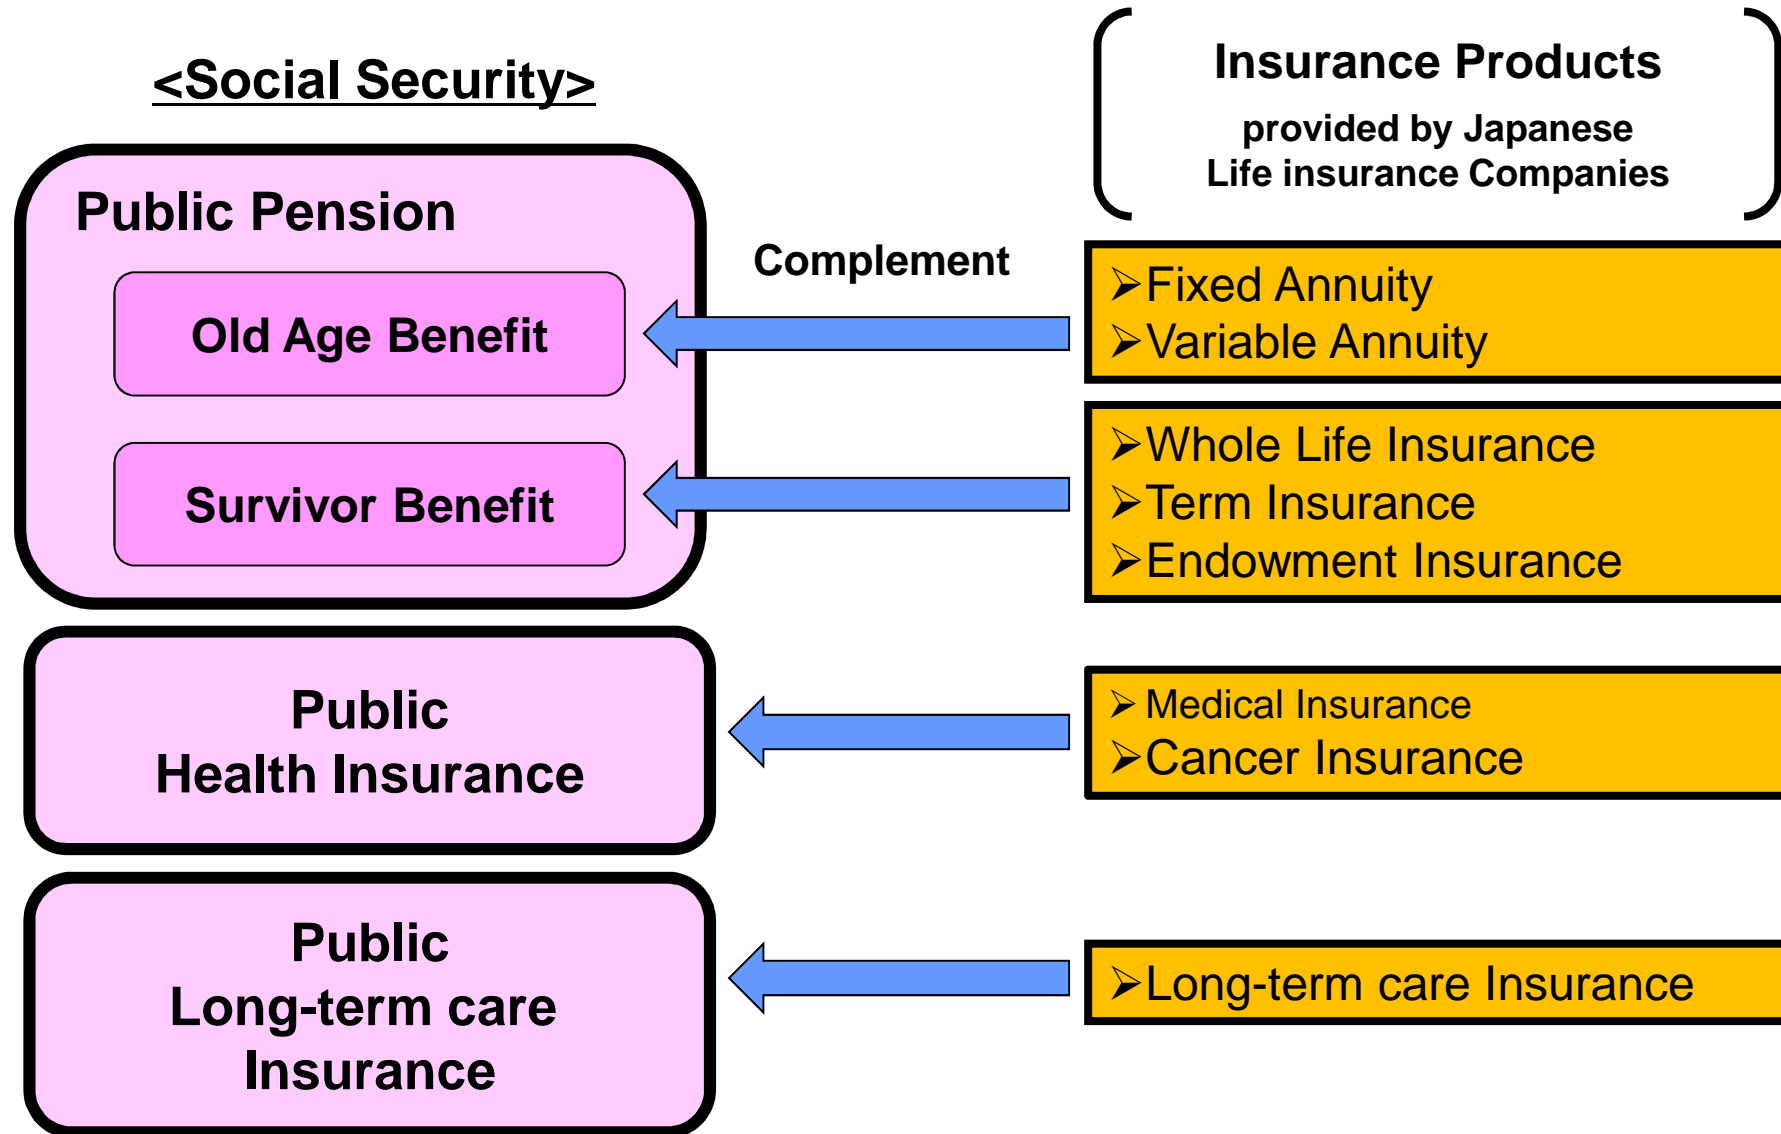 <Social Security>
Public Pension
Old Age Benefit
Survivor Benefit
Public
Health Insurance
Public
Long-term care
Insurance
Complement
Insurance Products
provided by Japanese
Life insurance Companies
➢Fixed Annuity
➢Variable Annuity
➢Whole Life Insurance
➢Term Insurance
➢Endowment Insurance
➢Medical Insurance
➢Cancer Insurance
➢Long-term care Insurance